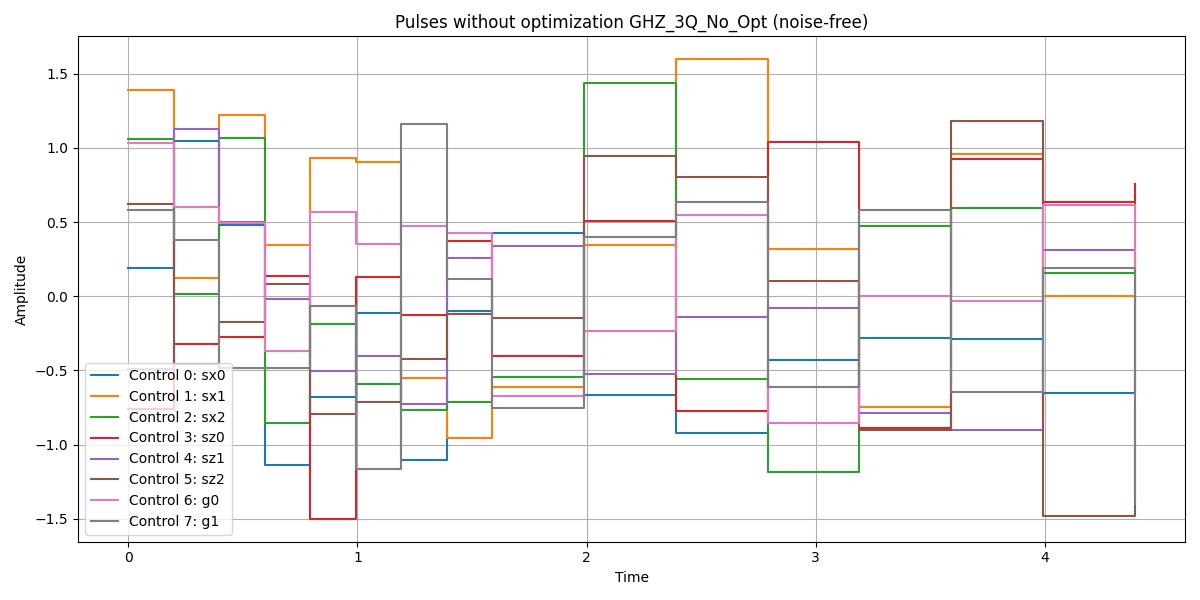 Pulses without optimization GHZ_3Q_No_Opt (noise-free)
Amplitude
1.5
1.0
0.5
0.0
−0.5
−1.0
−1.5
Control 0: sx0
Control 1: sx1
Control 2: sx2
Control 3: sz0
Control 4: sz1
Control 5: sz2
Control 6: g0
Control 7: g1
0 1 2 3 4
Time